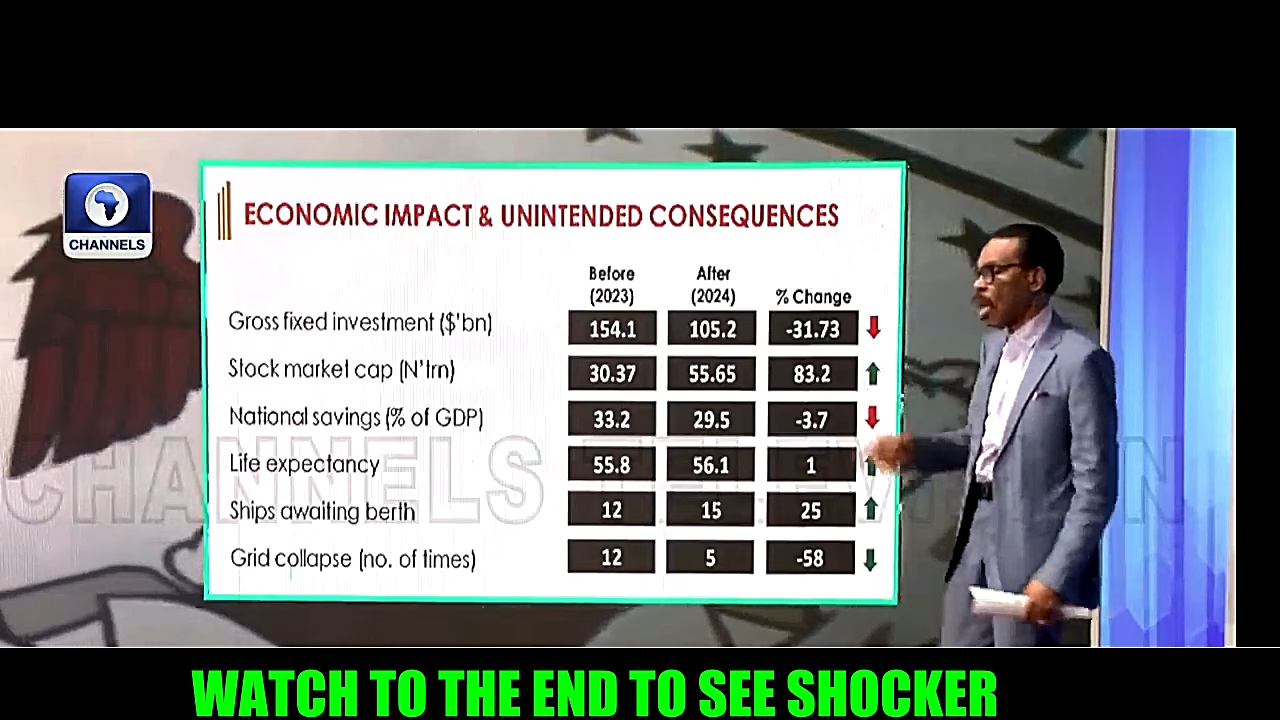 CHANNELS
ECONOMIC IMPACT & UNINTENDED CONSEQUENCES
Before (2023) After (2024) % Change
Gross fixed investment ($'bn) 154.1 105.2 -31.73
Stock market cap (N'trn) 30.37 55.65 83.2
National savings (% of GDP) 33.2 29.5 -3.7
Life expectancy 55.8 56.1 1
Ships awaiting berth 12 15 25
Grid collapse (no. of times) 12 5 -58
CHANNELS TELEVISION
WATCH TO THE END TO SEE SHOCKER